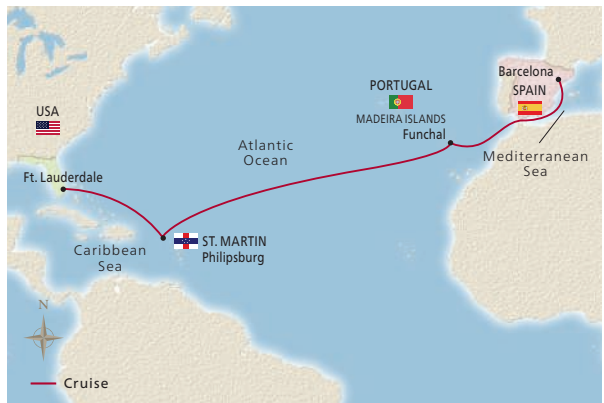 USA
Ft. Lauderdale
Caribbean
Sea
ST. MARTIN
Philipsburg
Atlantic
Ocean
PORTUGAL
MADEIRA ISLANDS
Funchal
Barcelona
SPAIN
Mediterranean
Sea
N
Cruise